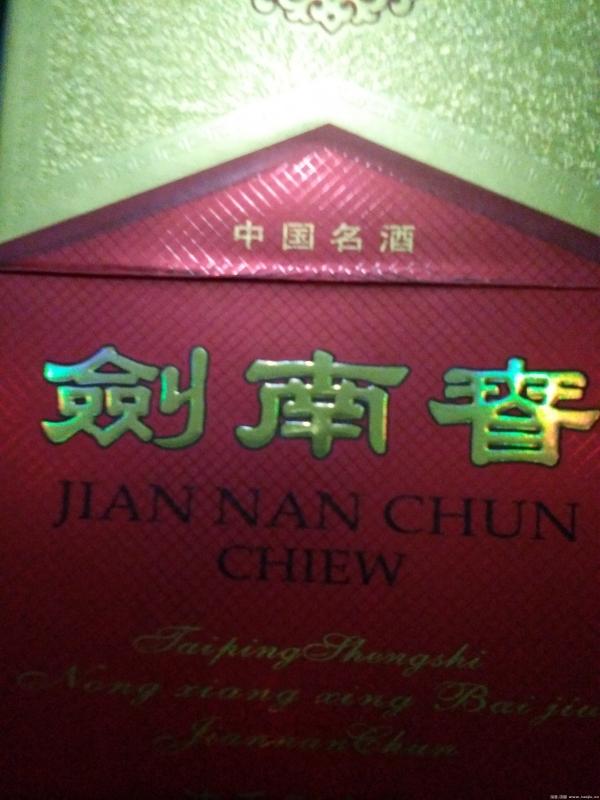 中国名酒
劍南春
JIAN NAN CHUN
CHIEW
TaipingShengshi
Nong xiang xing Bai jiu
JiannanChun